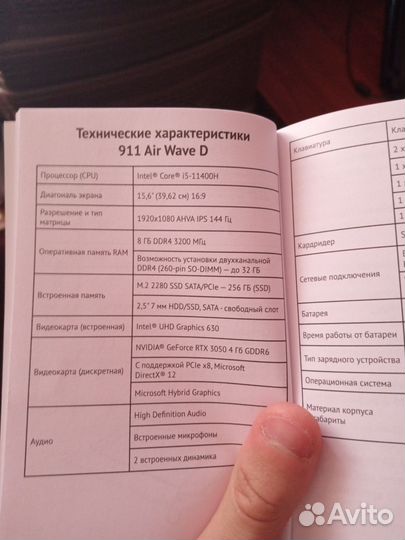 Технические характеристики
911 Air Wave D
Процессор (CPU)
Intel® Core® i5-11400H
Диагональ экрана
15,6" (39,62 см) 16:9
Разрешение и тип
матрицы
1920x1080 AHVA IPS 144 Гц
Оперативная память RAM
8 ГБ DDR4 3200 МГц
Возможность установки двухканальной
DDR4 (260-pin SO-DIMM) — до 32 ГБ
Встроенная память
M.2 2280 SSD SATA/PCIe — 256 ГБ (SSD)
2,5" 7 мм HDD/SSD, SATA - свободный слот
Видеокарта (встроенная)
Intel® UHD Graphics 630
Видеокарта (дискретная)
NVIDIA® GeForce RTX 3050 4 Гб GDDR6
С поддержкой PCIe x8, Microsoft
DirectX® 12
Microsoft Hybrid Graphics
Аудио
High Definition Audio
Встроенные микрофоны
2 встроенных динамика
Клавиатура
Кла
2 x
1
1
1
Кардридер
S
Сетевые подключения
Батарея
Время работы от батареи
Тип зарядного устройства
Операционная система
Материал корпуса
Avito